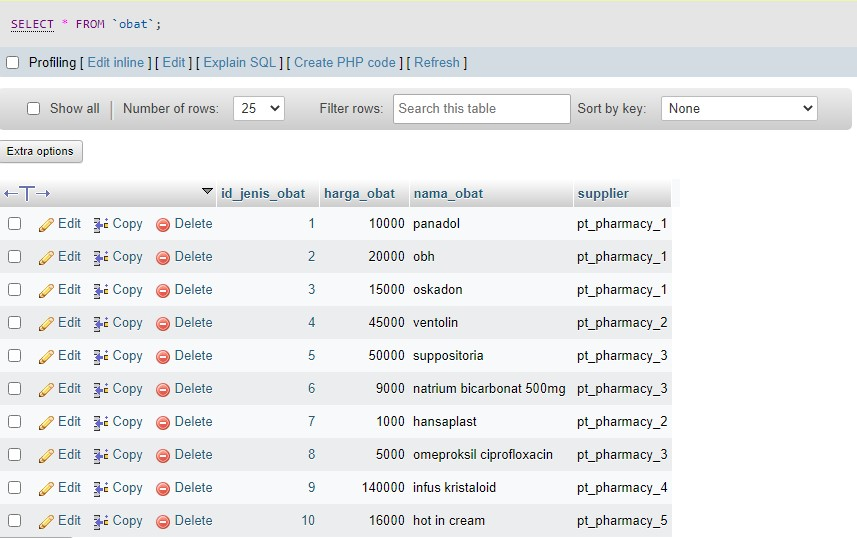 SELECT * FROM `obat`;
Profiling [ Edit inline ] [ Edit ] [ Explain SQL ] [ Create PHP code ] [ Refresh ]
Show all Number of rows: 25 Filter rows: Search this table Sort by key: None
Extra options
←T→ id_jenis_obat harga_obat nama_obat supplier
Edit Copy Delete 1 10000 panadol pt_pharmacy_1
Edit Copy Delete 2 20000 obh pt_pharmacy_1
Edit Copy Delete 3 15000 oskadon pt_pharmacy_1
Edit Copy Delete 4 45000 ventolin pt_pharmacy_2
Edit Copy Delete 5 50000 suppositoria pt_pharmacy_3
Edit Copy Delete 6 9000 natrium bicarbonat 500mg pt_pharmacy_3
Edit Copy Delete 7 1000 hansaplast pt_pharmacy_2
Edit Copy Delete 8 5000 omeproksil ciprofloxacin pt_pharmacy_3
Edit Copy Delete 9 140000 infus kristaloid pt_pharmacy_4
Edit Copy Delete 10 16000 hot in cream pt_pharmacy_5